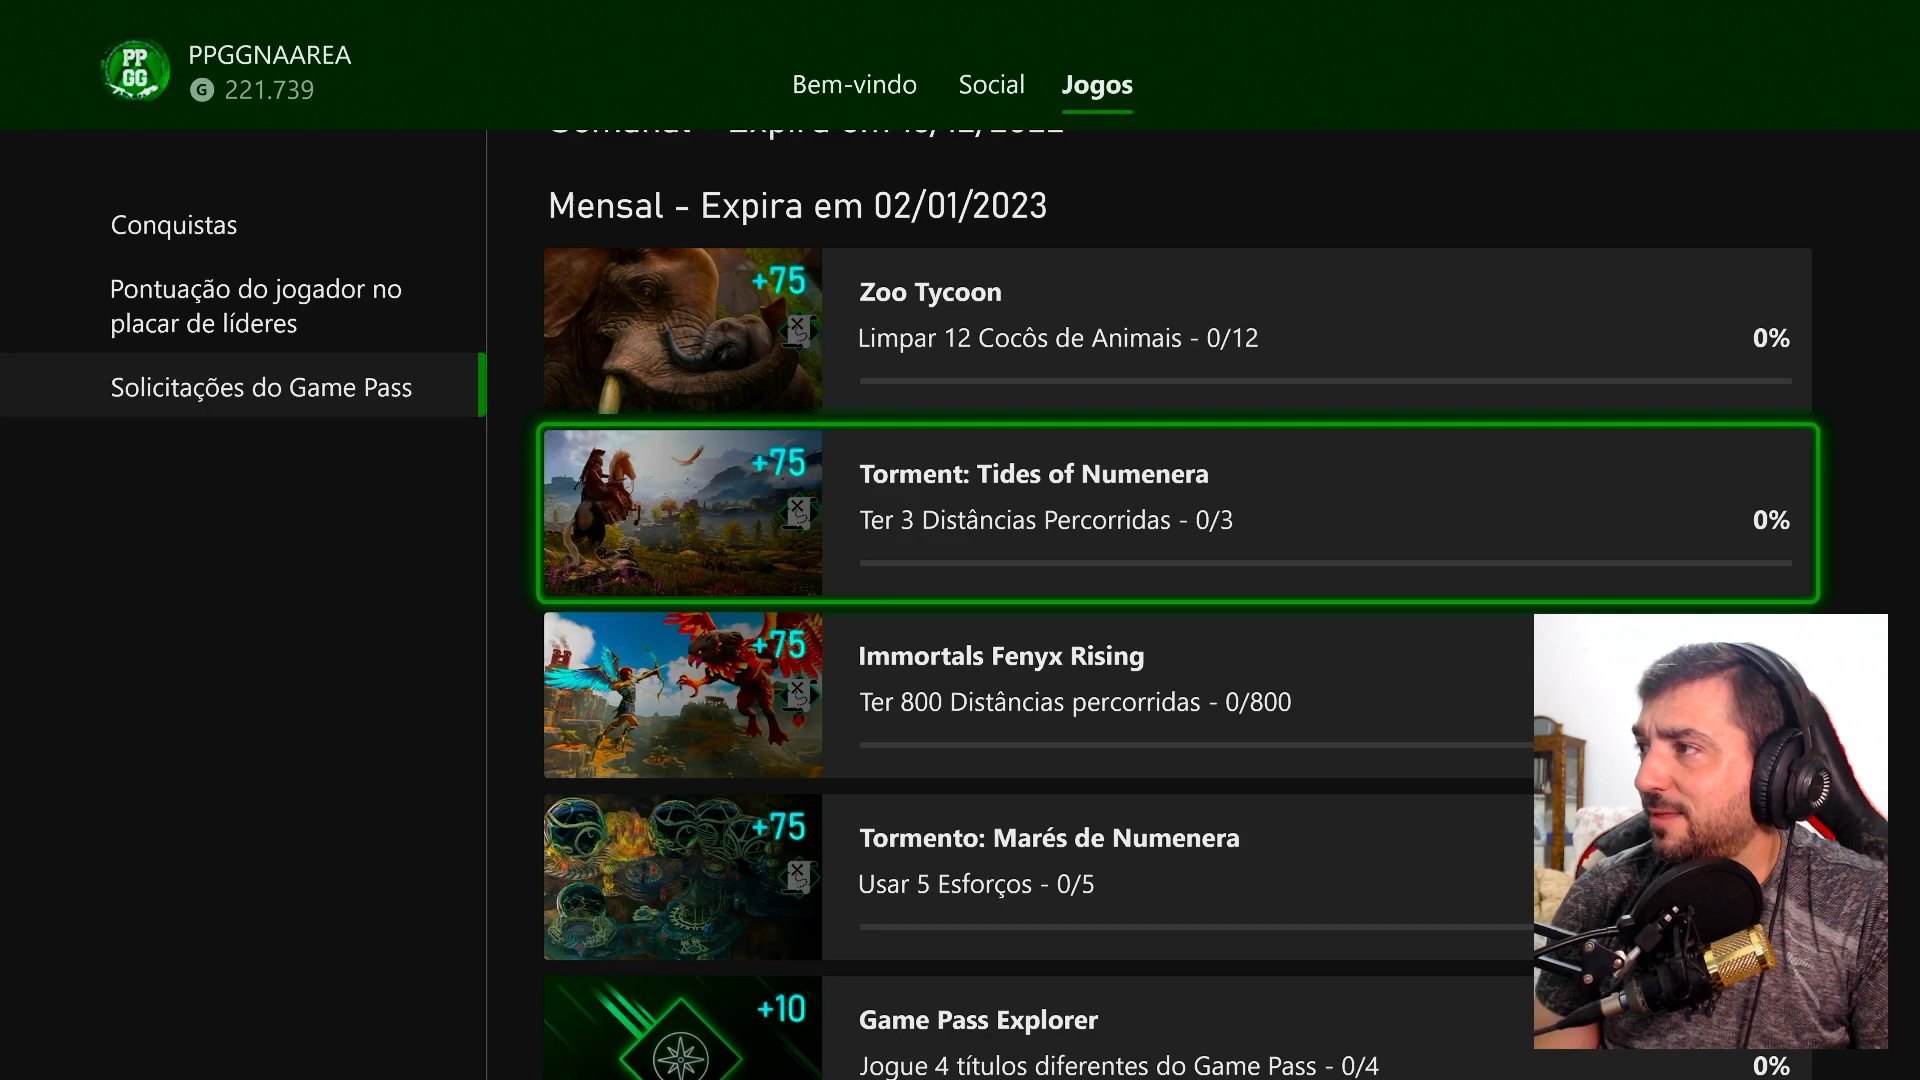 PP
GG
PPGGNAAREA
G 221.739
Bem-vindo
Social
Jogos
Conquistas
Pontuação do jogador no
placar de líderes
Solicitações do Game Pass
Mensal - Expira em 02/01/2023
+75
Zoo Tycoon
Limpar 12 Cocôs de Animais - 0/12
0%
+75
Torment: Tides of Numenera
Ter 3 Distâncias Percorridas - 0/3
0%
+75
Immortals Fenyx Rising
Ter 800 Distâncias percorridas - 0/800
+75
Tormento: Marés de Numenera
Usar 5 Esforços - 0/5
+10
Game Pass Explorer
Jogue 4 títulos diferentes do Game Pass - 0/4
0%